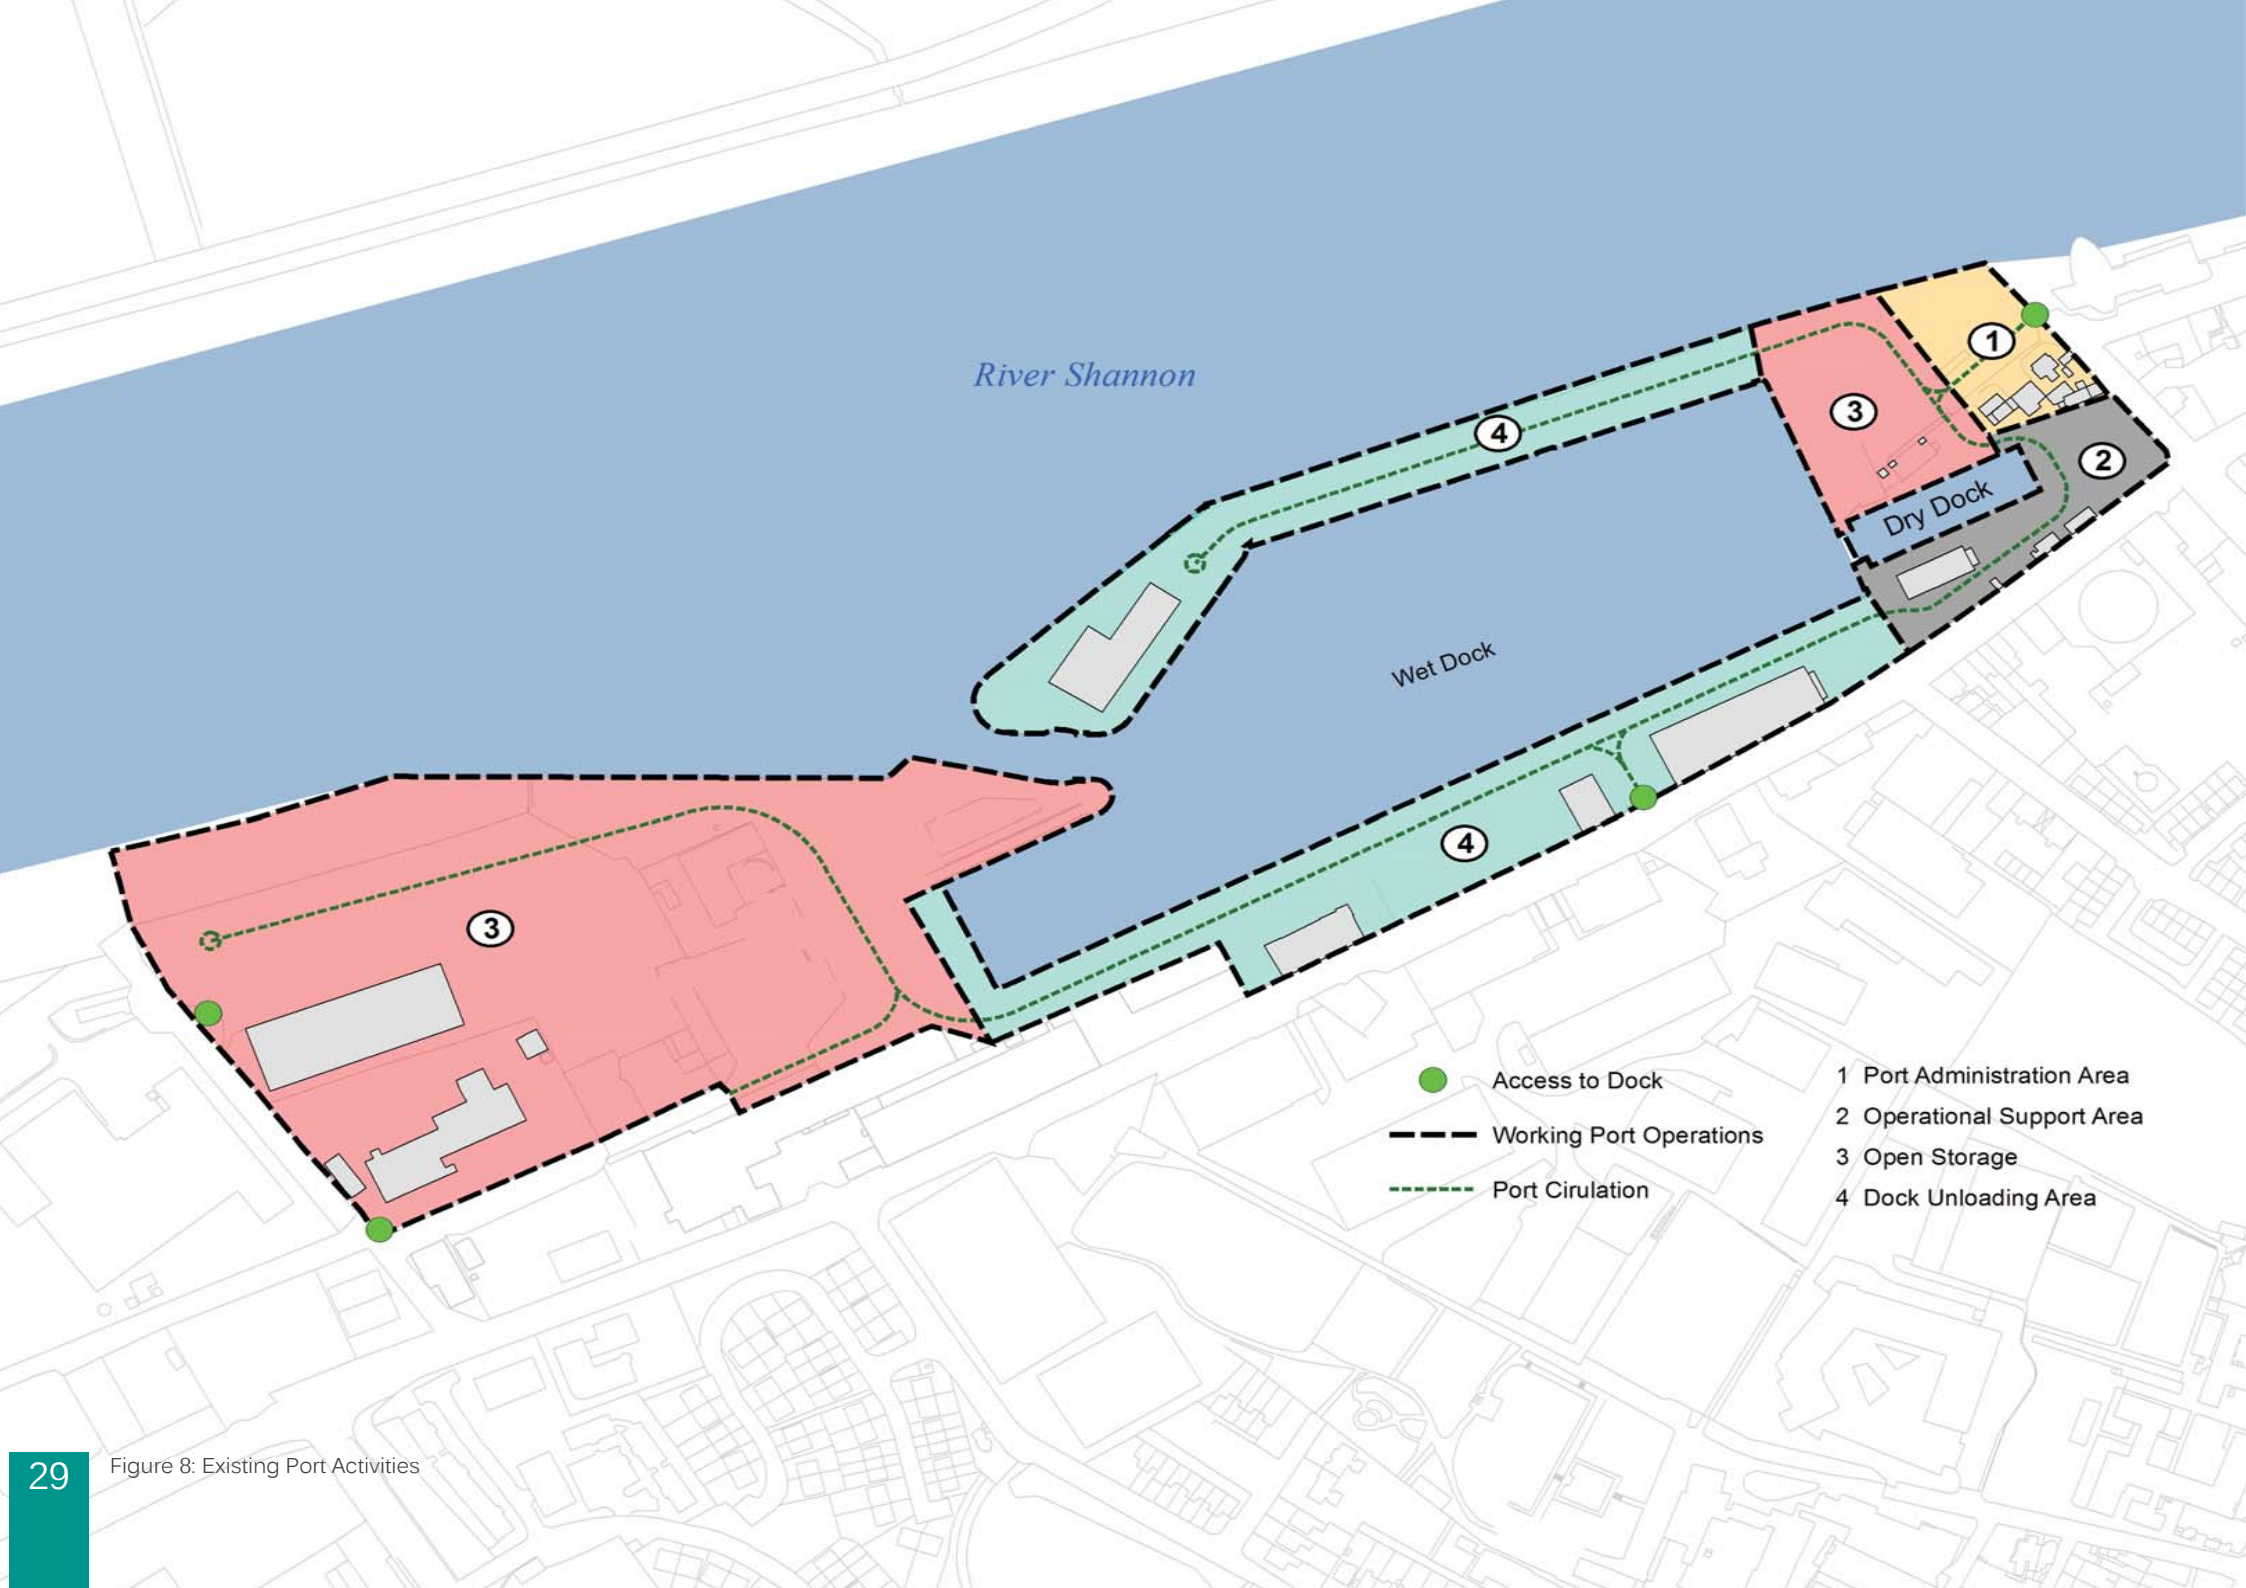 River Shannon
1
4
3
2
Dry Dock
Wet Dock
4
3
Access to Dock
Working Port Operations
Port Cirulation
1 Port Administration Area
2 Operational Support Area
3 Open Storage
4 Dock Unloading Area
29
Figure 8: Existing Port Activities